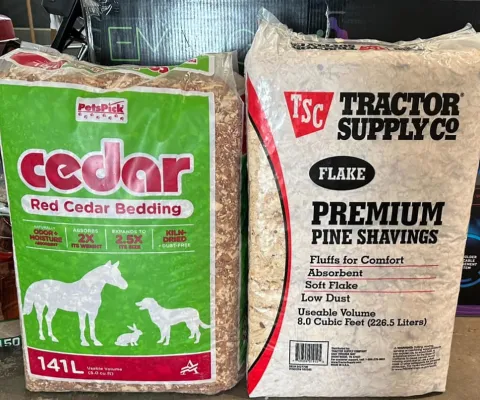 PetsPick
cedar
Red Cedar Bedding
ODOR + MOISTURE
ABSORBS 2X ITS WEIGHT
EXPANDS TO 2.5X ITS SIZE
KILN-DRIED
141L
Usable Volume
TSC
TRACTOR
SUPPLY CO
FLAKE
PREMIUM
PINE SHAVINGS
Fluffs for Comfort
Absorbent
Soft Flake
Low Dust
Useable Volume
8.0 Cubic Feet (226.5 Liters)